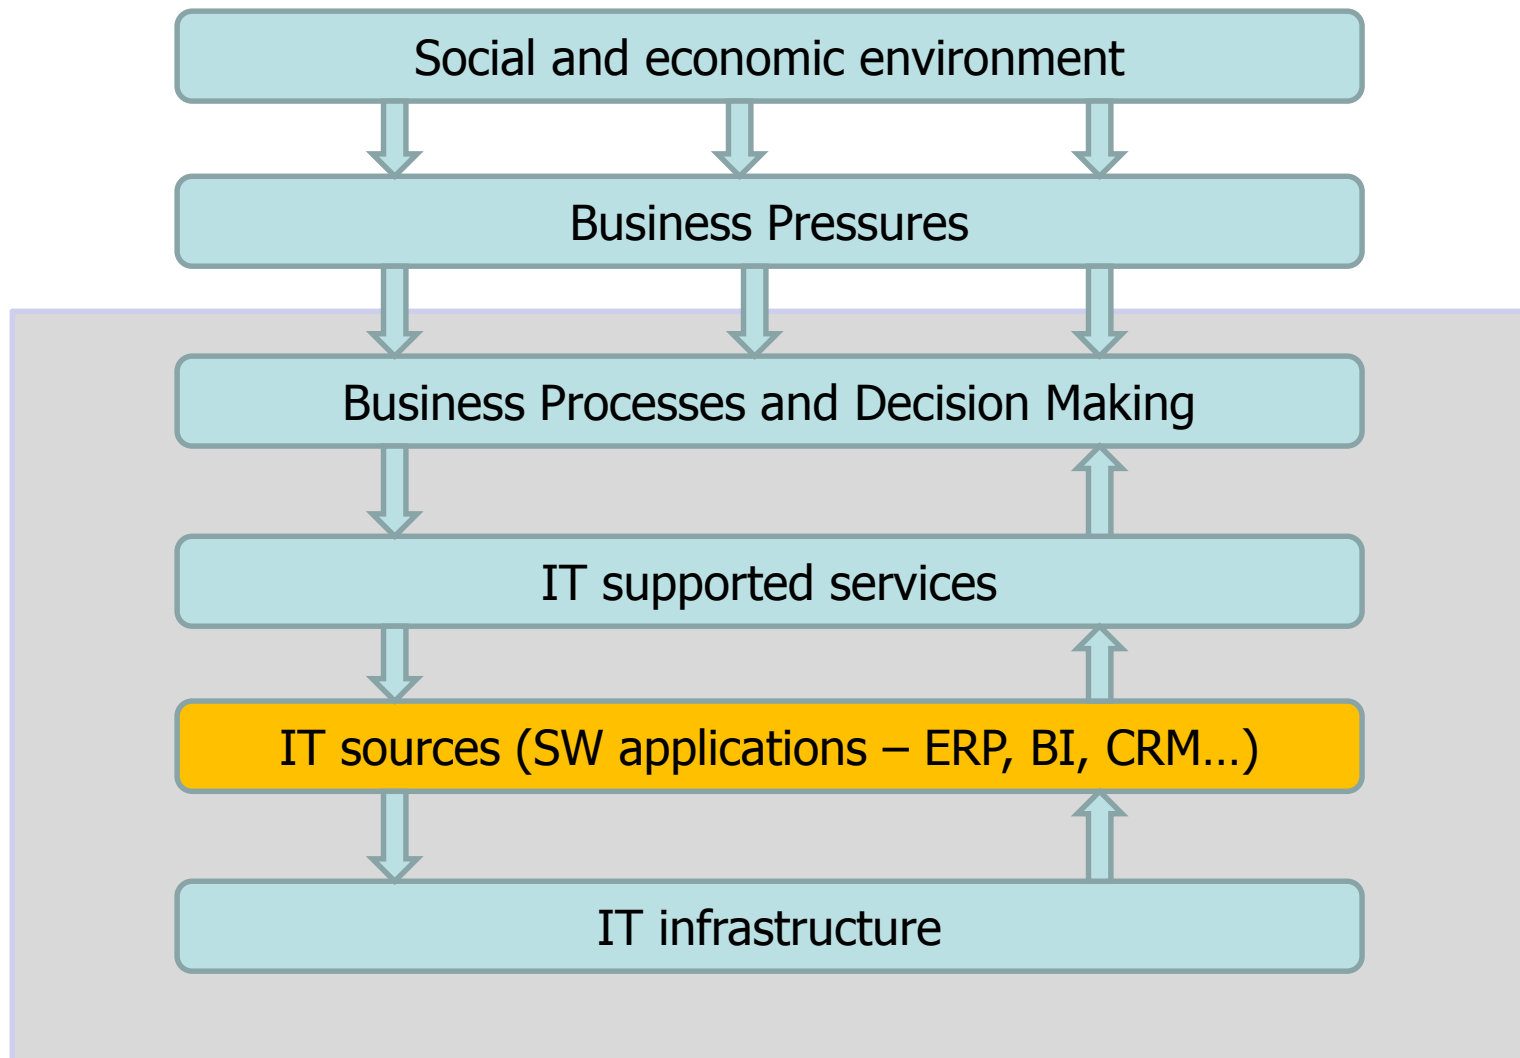 Social and economic environment
Business Pressures
Business Processes and Decision Making
IT supported services
IT sources (SW applications – ERP, BI, CRM…)
IT infrastructure